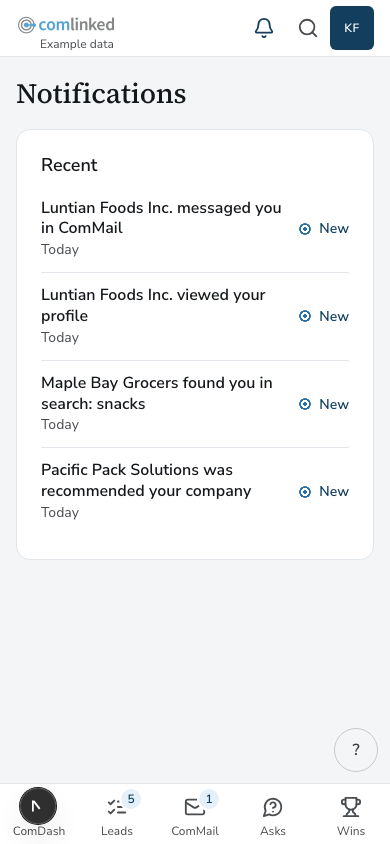 comlinked
Example data
KF
Notifications
Recent
Luntian Foods Inc. messaged you
in ComMail
New
Today
Luntian Foods Inc. viewed your
profile
New
Today
Maple Bay Grocers found you in
search: snacks
New
Today
Pacific Pack Solutions was
recommended your company
New
Today
?
5
1
ComDash
Leads
ComMail
Asks
Wins